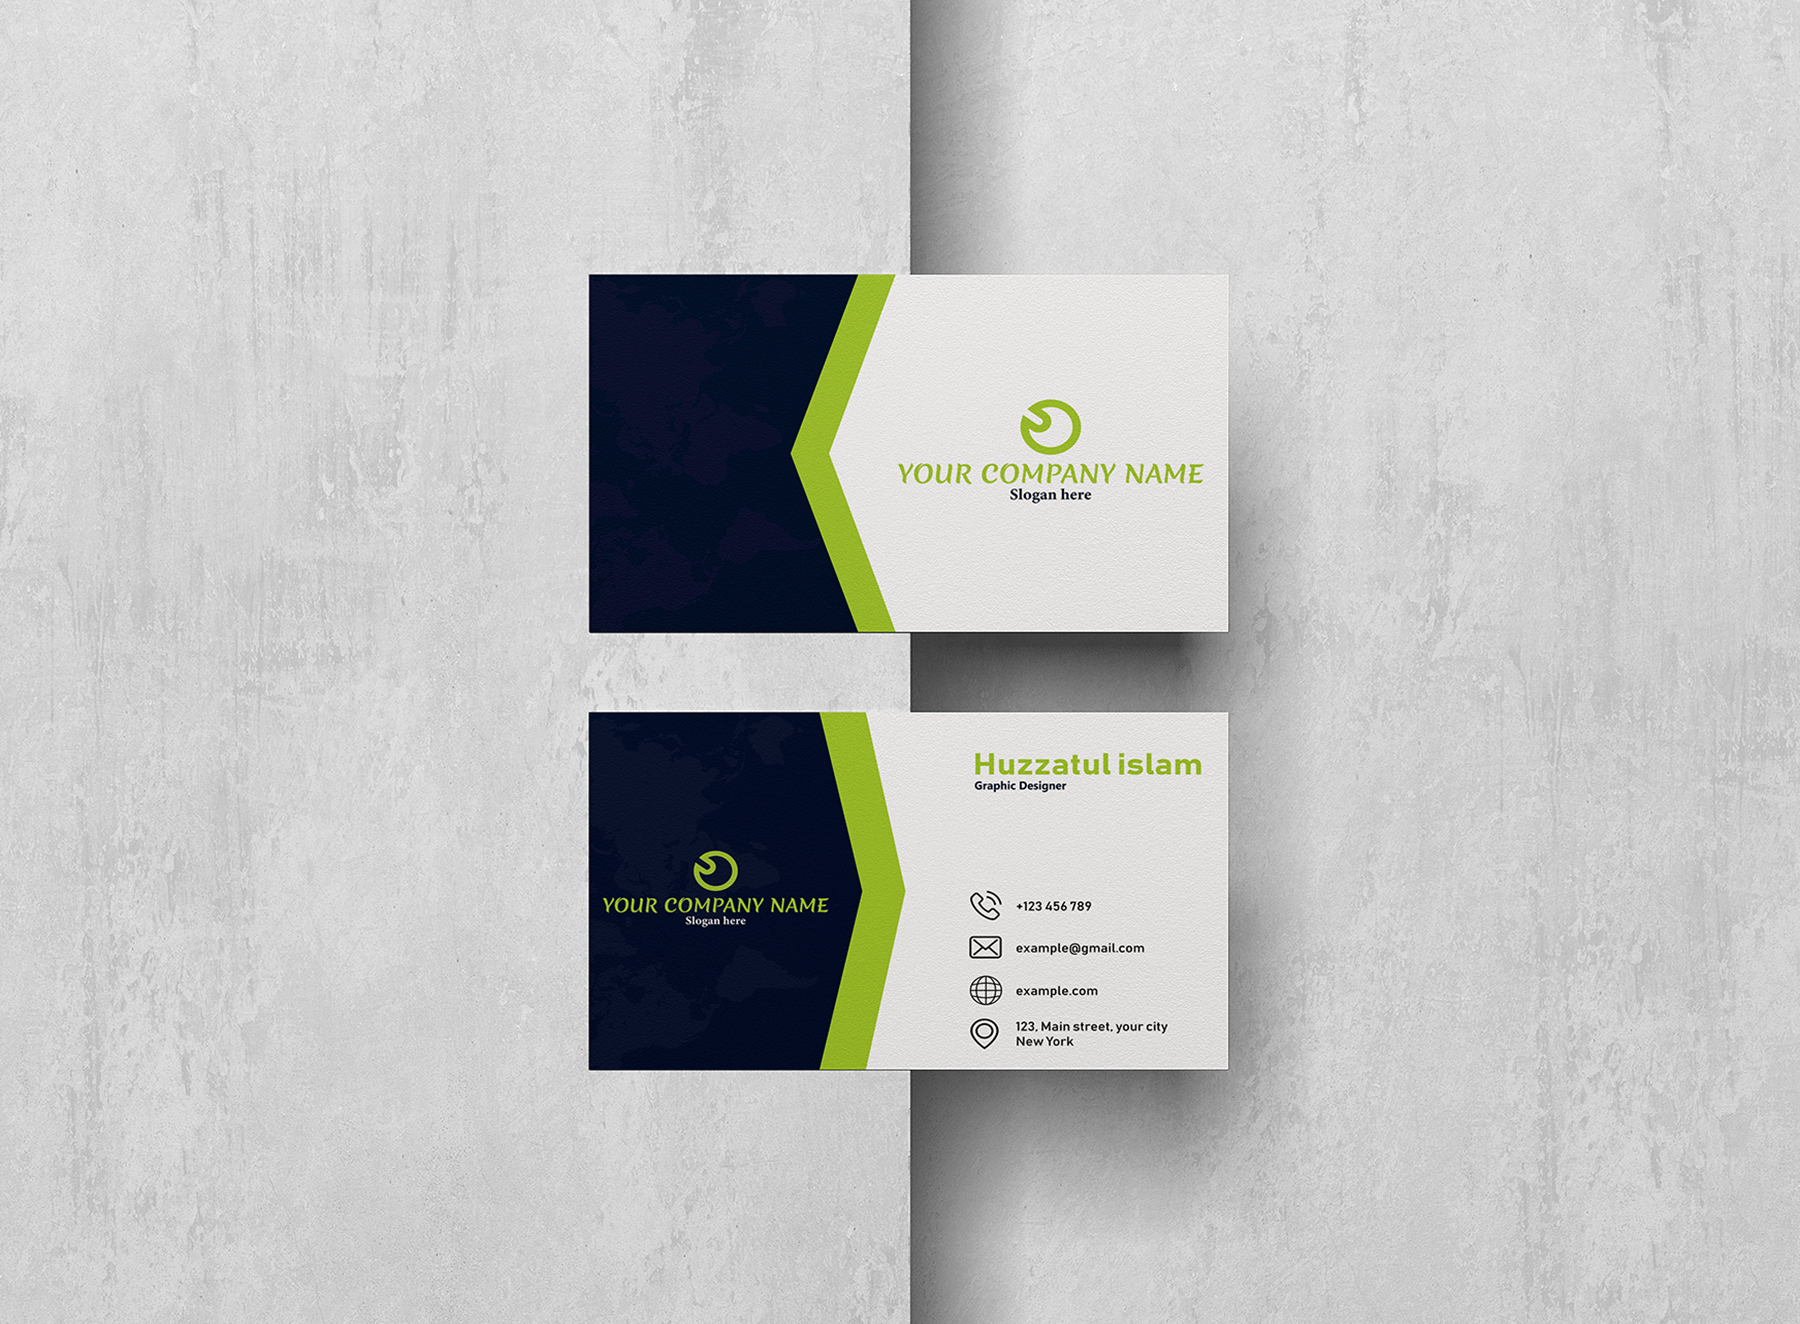 YOUR COMPANY NAME
Slogan here
Huzzatul islam
Graphic Designer
YOUR COMPANY NAME
Slogan here
+123 456 789
example@gmail.com
example.com
123, Main street, your city
New York